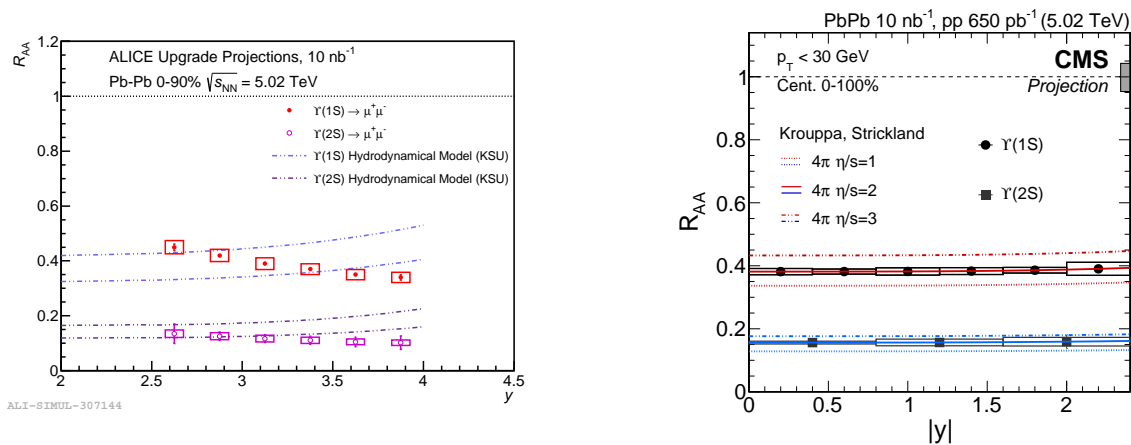 R_AA
1.2
1
0.8
0.6
0.4
0.2
0
ALICE Upgrade Projections, 10 nb⁻¹
Pb-Pb 0-90% √s_NN = 5.02 TeV
ϒ(1S) → μ⁺μ⁻
ϒ(2S) → μ⁺μ⁻
ϒ(1S) Hydrodynamical Model (KSU)
ϒ(2S) Hydrodynamical Model (KSU)
2 2.5 3 3.5 4 4.5
y
ALI-SIMUL-307144
PbPb 10 nb⁻¹, pp 650 pb⁻¹ (5.02 TeV)
R_AA
1
0.8
0.6
0.4
0.2
0
p_T < 30 GeV
Cent. 0-100%
CMS
Projection
Krouppa, Strickland
4π η/s=1
4π η/s=2
4π η/s=3
ϒ(1S)
ϒ(2S)
0 0.5 1 1.5 2
|y|